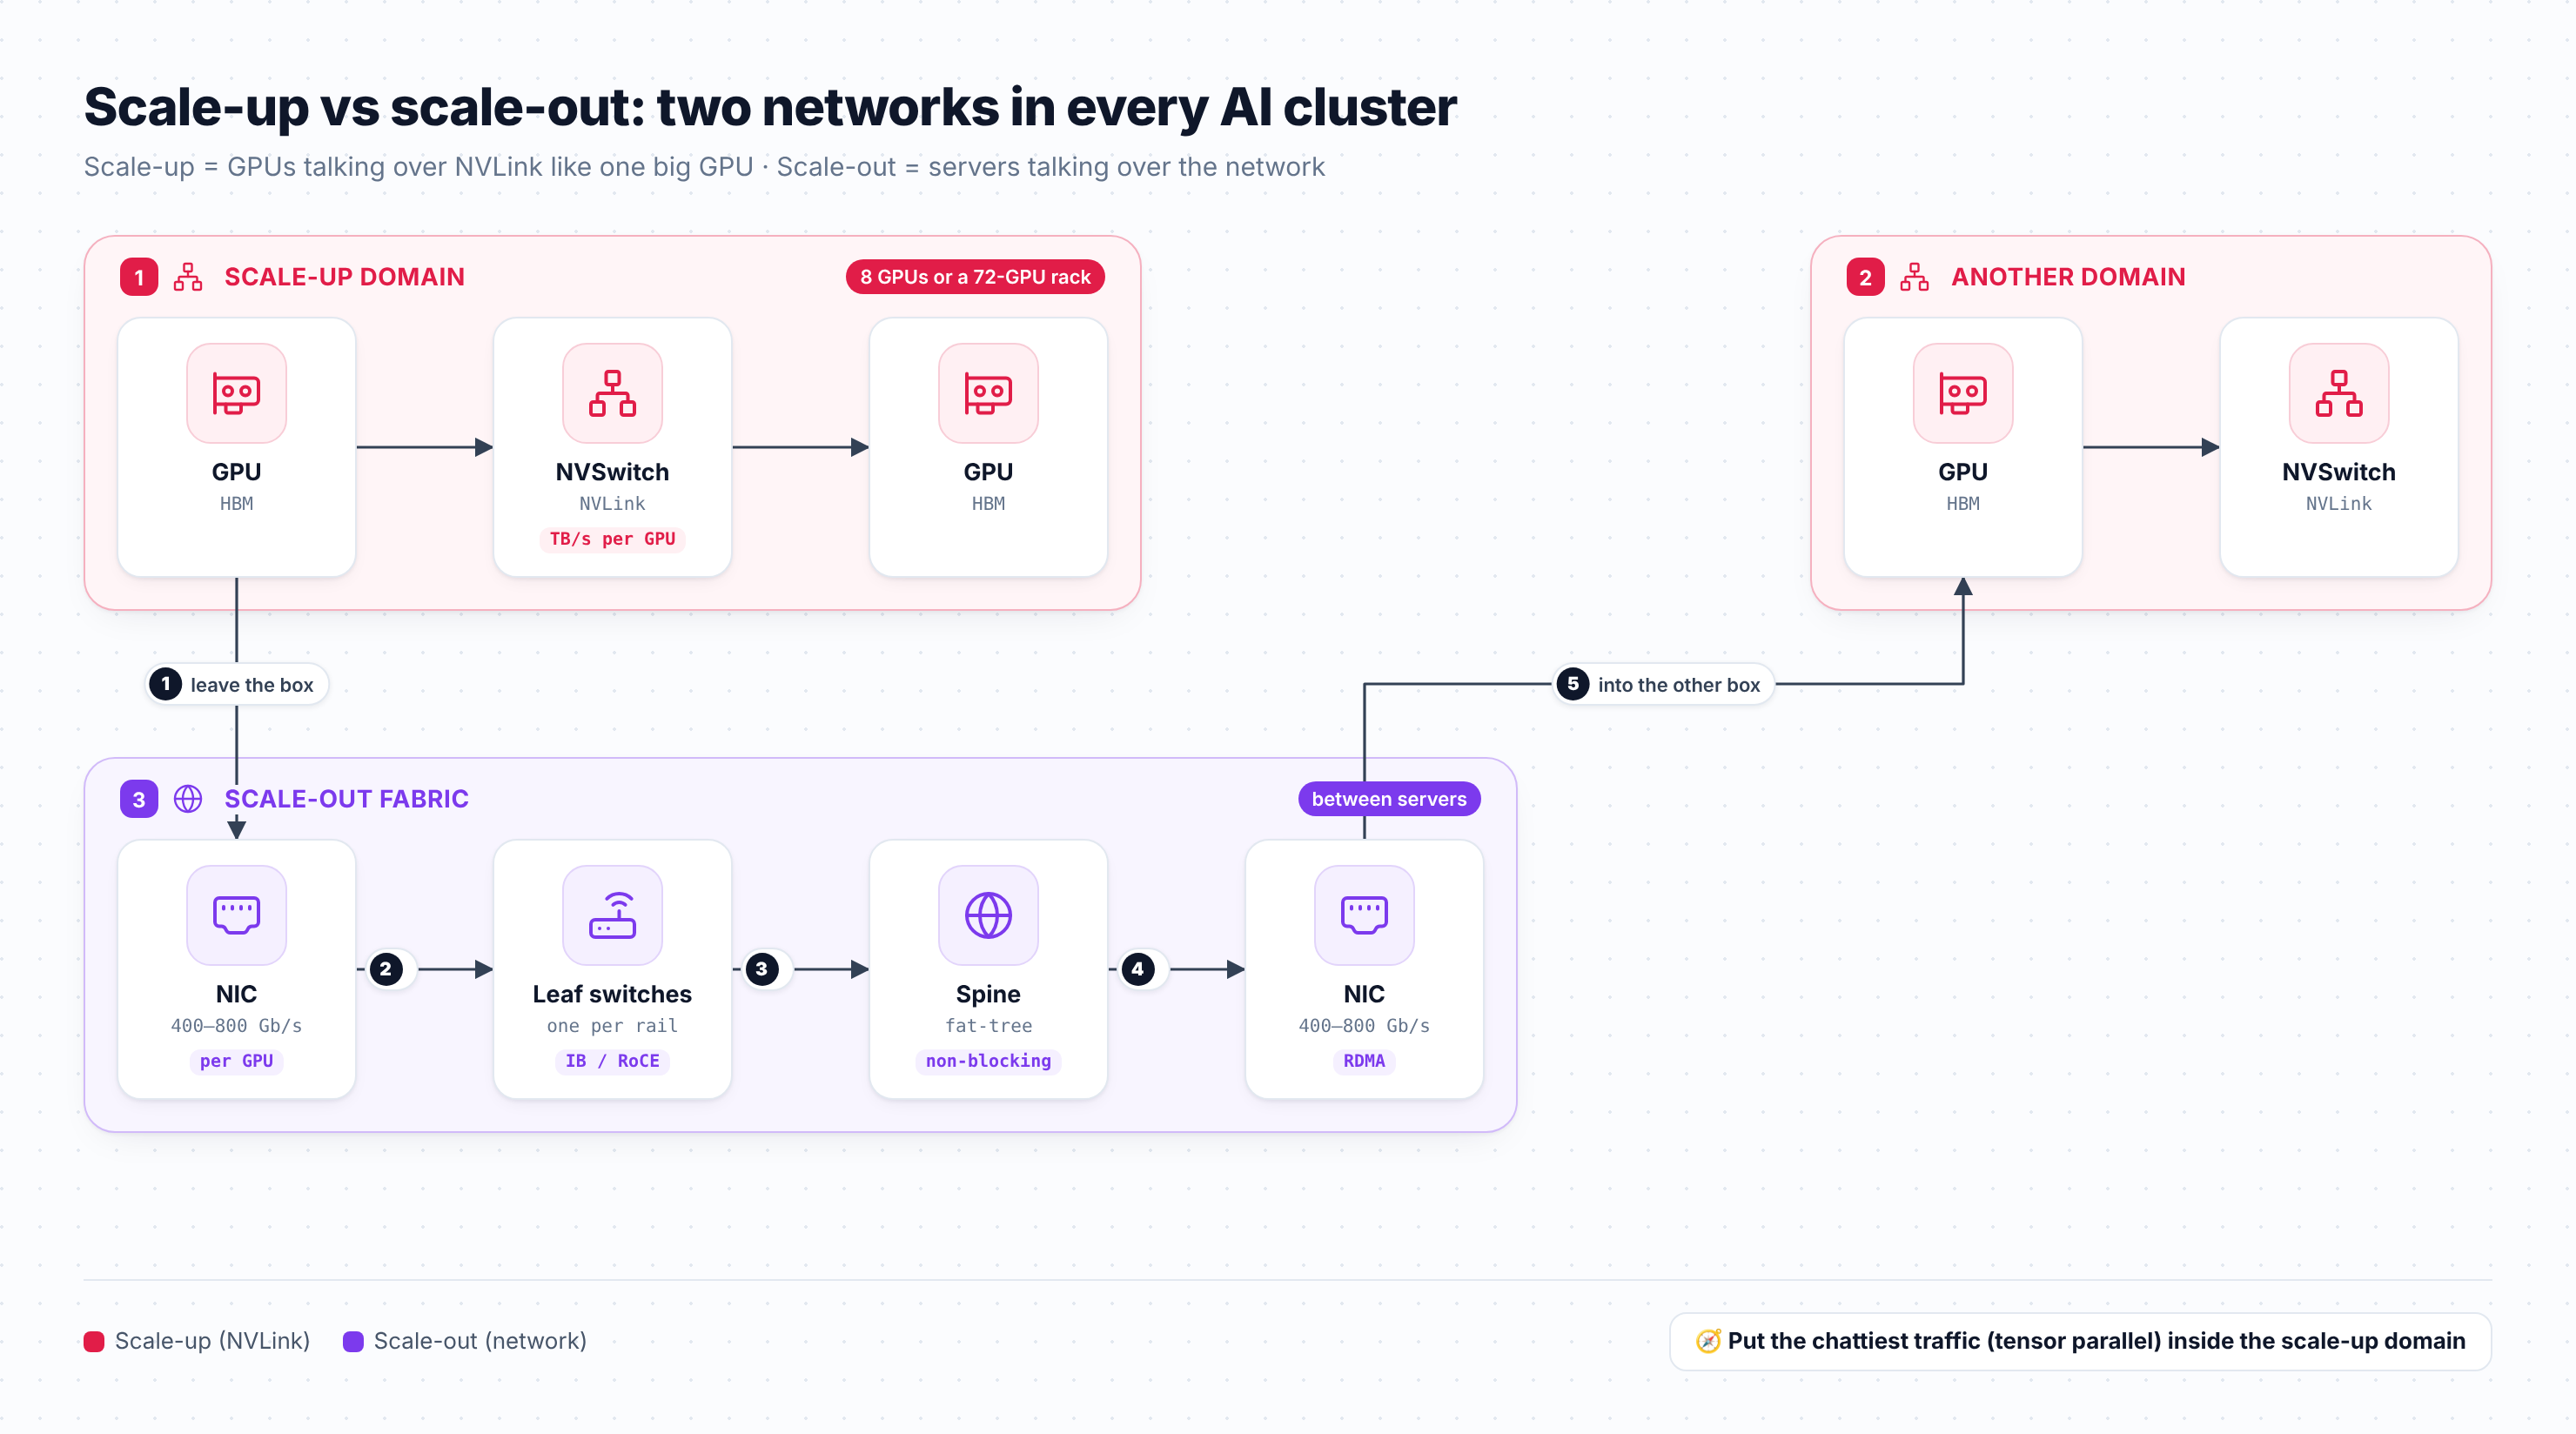 Scale-up vs scale-out: two networks in every AI cluster
Scale-up = GPUs talking over NVLink like one big GPU · Scale-out = servers talking over the network
1 SCALE-UP DOMAIN
8 GPUs or a 72-GPU rack
GPU
HBM
NVSwitch
NVLink
TB/s per GPU
GPU
HBM
2 ANOTHER DOMAIN
GPU
HBM
NVSwitch
NVLink
1 leave the box
5 into the other box
3 SCALE-OUT FABRIC
between servers
NIC
400–800 Gb/s
per GPU
2
Leaf switches
one per rail
IB / RoCE
3
Spine
fat-tree
non-blocking
4
NIC
400–800 Gb/s
RDMA
Scale-up (NVLink)
Scale-out (network)
🧭 Put the chattiest traffic (tensor parallel) inside the scale-up domain